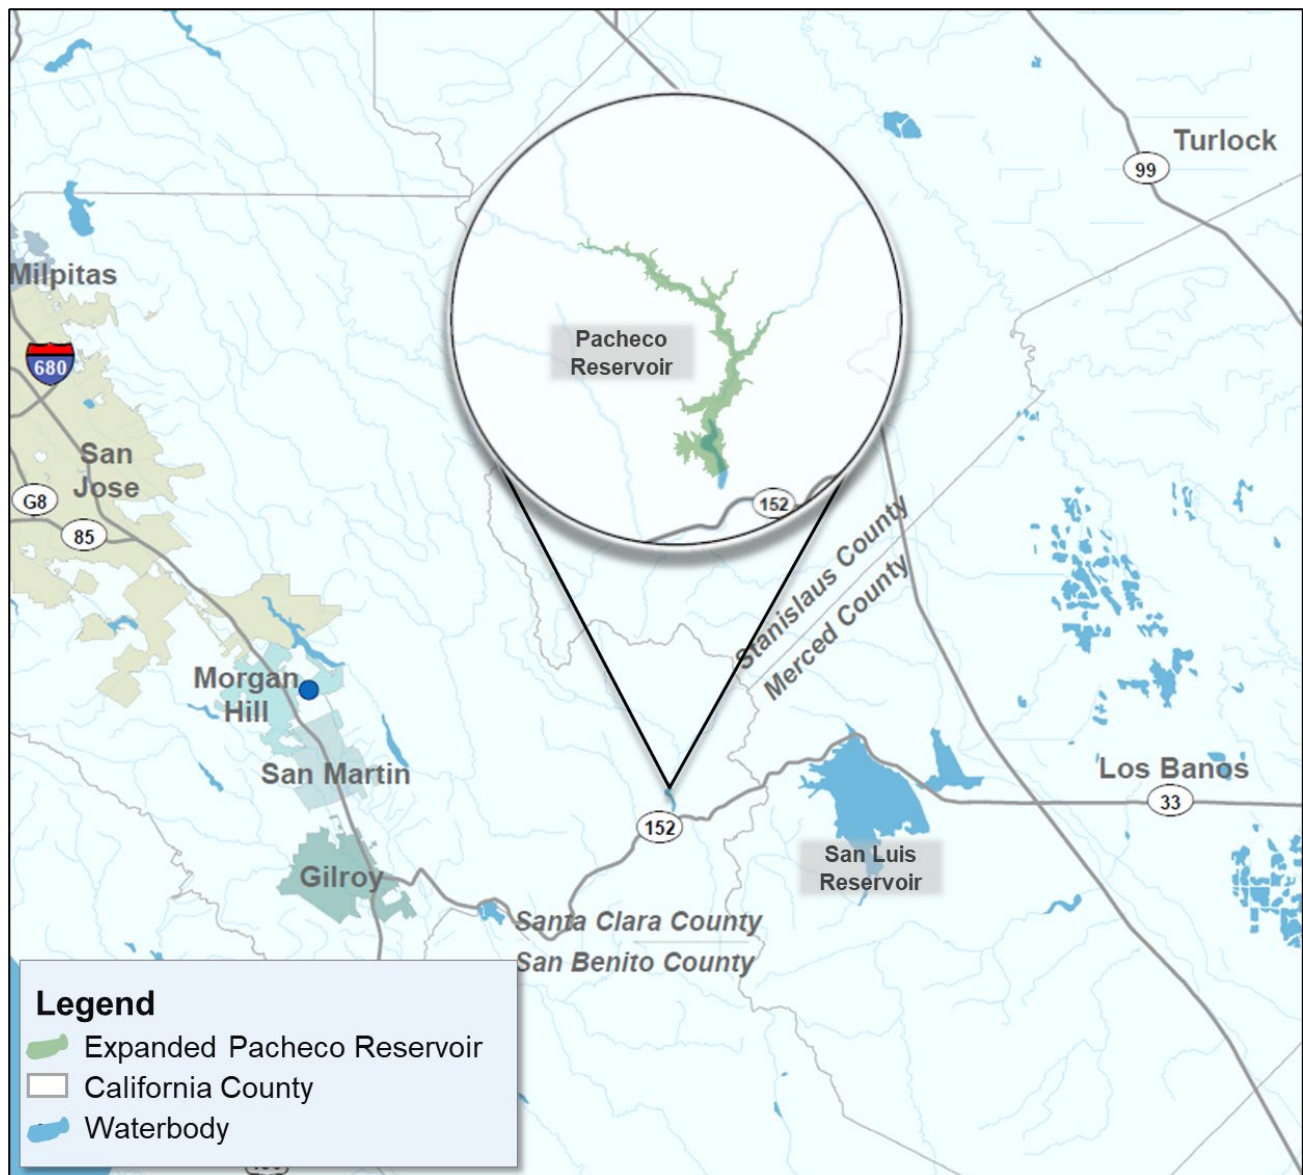 Turlock
99
Milpitas
680
Pacheco
Reservoir
San
Jose
G8
85
152
Stanislaus County
Merced County
Morgan
Hill
San Martin
Los Banos
33
152
San Luis
Reservoir
Gilroy
Santa Clara County
San Benito County
Legend
Expanded Pacheco Reservoir
California County
Waterbody